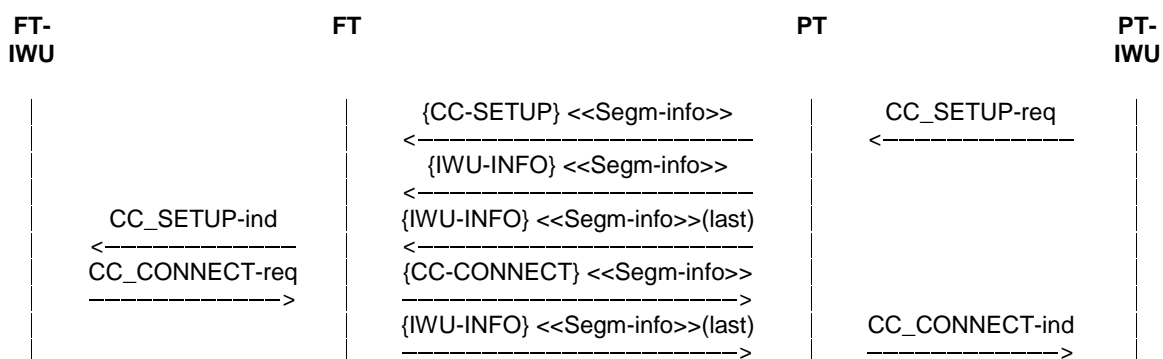 FT-IWU FT PT PT-IWU
{CC-SETUP} <<Segm-info>> CC_SETUP-req
{IWU-INFO} <<Segm-info>>
CC_SETUP-ind {IWU-INFO} <<Segm-info>>(last)
CC_CONNECT-req {CC-CONNECT} <<Segm-info>>
{IWU-INFO} <<Segm-info>>(last) CC_CONNECT-ind